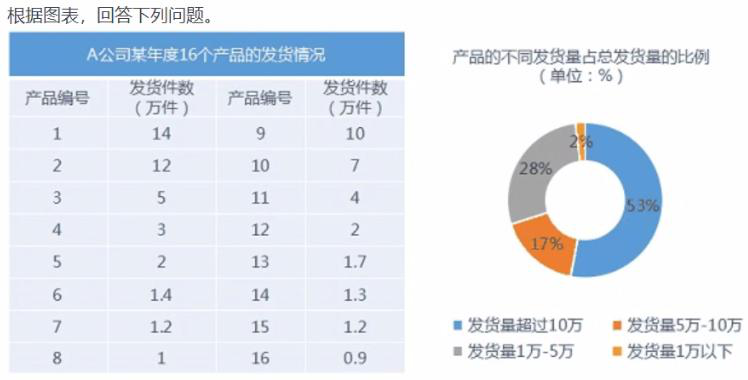 根据图表，回答下列问题。
A公司某年度16个产品的发货情况
产品编号 发货件数（万件） 产品编号 发货件数（万件）
1 14 9 10
2 12 10 7
3 5 11 4
4 3 12 2
5 2 13 1.7
6 1.4 14 1.3
7 1.2 15 1.2
8 1 16 0.9
产品的不同发货量占总发货量的比例
（单位：%）
2%
28%
53%
17%
发货量超过10万 发货量5万-10万
发货量1万-5万 发货量1万以下